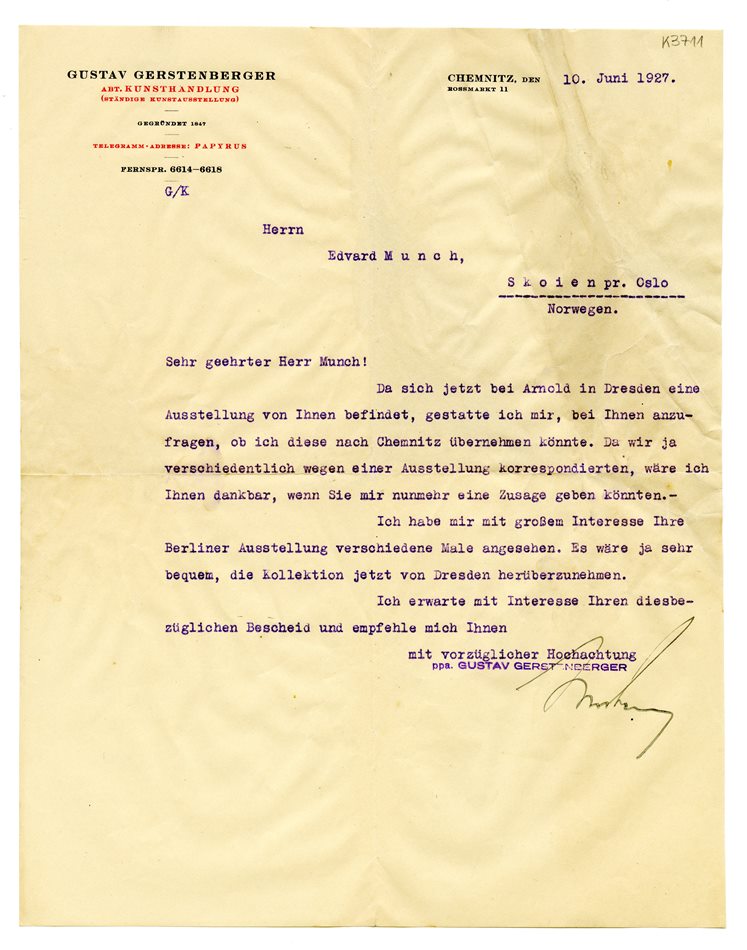 K3711
GUSTAV GERSTENBERGER
ABT. KUNSTHANDLUNG
(STÄNDIGE KUNSTAUSSTELLUNG)
GEGRÜNDET 1847
TELEGRAMM-ADRESSE: PAPYRUS
FERNSPR. 6614—6618
G/K
CHEMNITZ, DEN 10. Juni 1927.
ROSSMARKT 11
Herrn
Edvard M u n c h,
S k o i e n pr. Oslo
Norwegen.
Sehr geehrter Herr Munch!
Da sich jetzt bei Arnold in Dresden eine
Ausstellung von Ihnen befindet, gestatte ich mir, bei Ihnen anzu-
fragen, ob ich diese nach Chemnitz übernehmen könnte. Da wir ja
verschiedentlich wegen einer Ausstellung korrespondierten, wäre ich
Ihnen dankbar, wenn Sie mir nunmehr eine Zusage geben könnten.-
Ich habe mir mit großem Interesse Ihre
Berliner Ausstellung verschiedene Male angesehen. Es wäre ja sehr
bequem, die Kollektion jetzt von Dresden herüberzunehmen.
Ich erwarte mit Interesse Ihren diesbe-
züglichen Bescheid und empfehle mich Ihnen
mit vorzüglicher Hochachtung
ppa. GUSTAV GERSTENBERGER